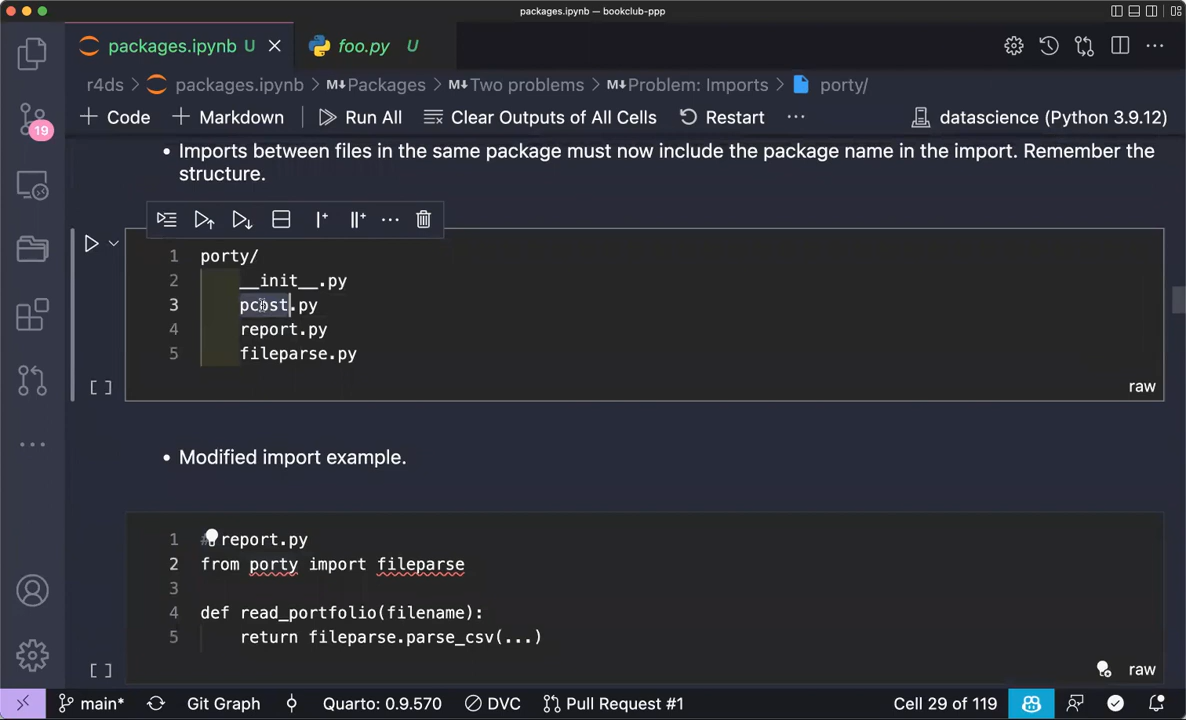 packages.ipynb — bookclub-ppp
packages.ipynb U
foo.py U
r4ds > packages.ipynb > M↓Packages > M↓Two problems > M↓Problem: Imports > porty/
+ Code + Markdown Run All Clear Outputs of All Cells Restart ... datascience (Python 3.9.12)
19
• Imports between files in the same package must now include the package name in the import. Remember the
structure.
1 porty/
2 __init__.py
3 pcost.py
4 report.py
5 fileparse.py
[ ]
raw
• Modified import example.
1 # report.py
2 from porty import fileparse
3
4 def read_portfolio(filename):
5 return fileparse.parse_csv(...)
[ ]
raw
main* Git Graph Quarto: 0.9.570 DVC Pull Request #1 Cell 29 of 119